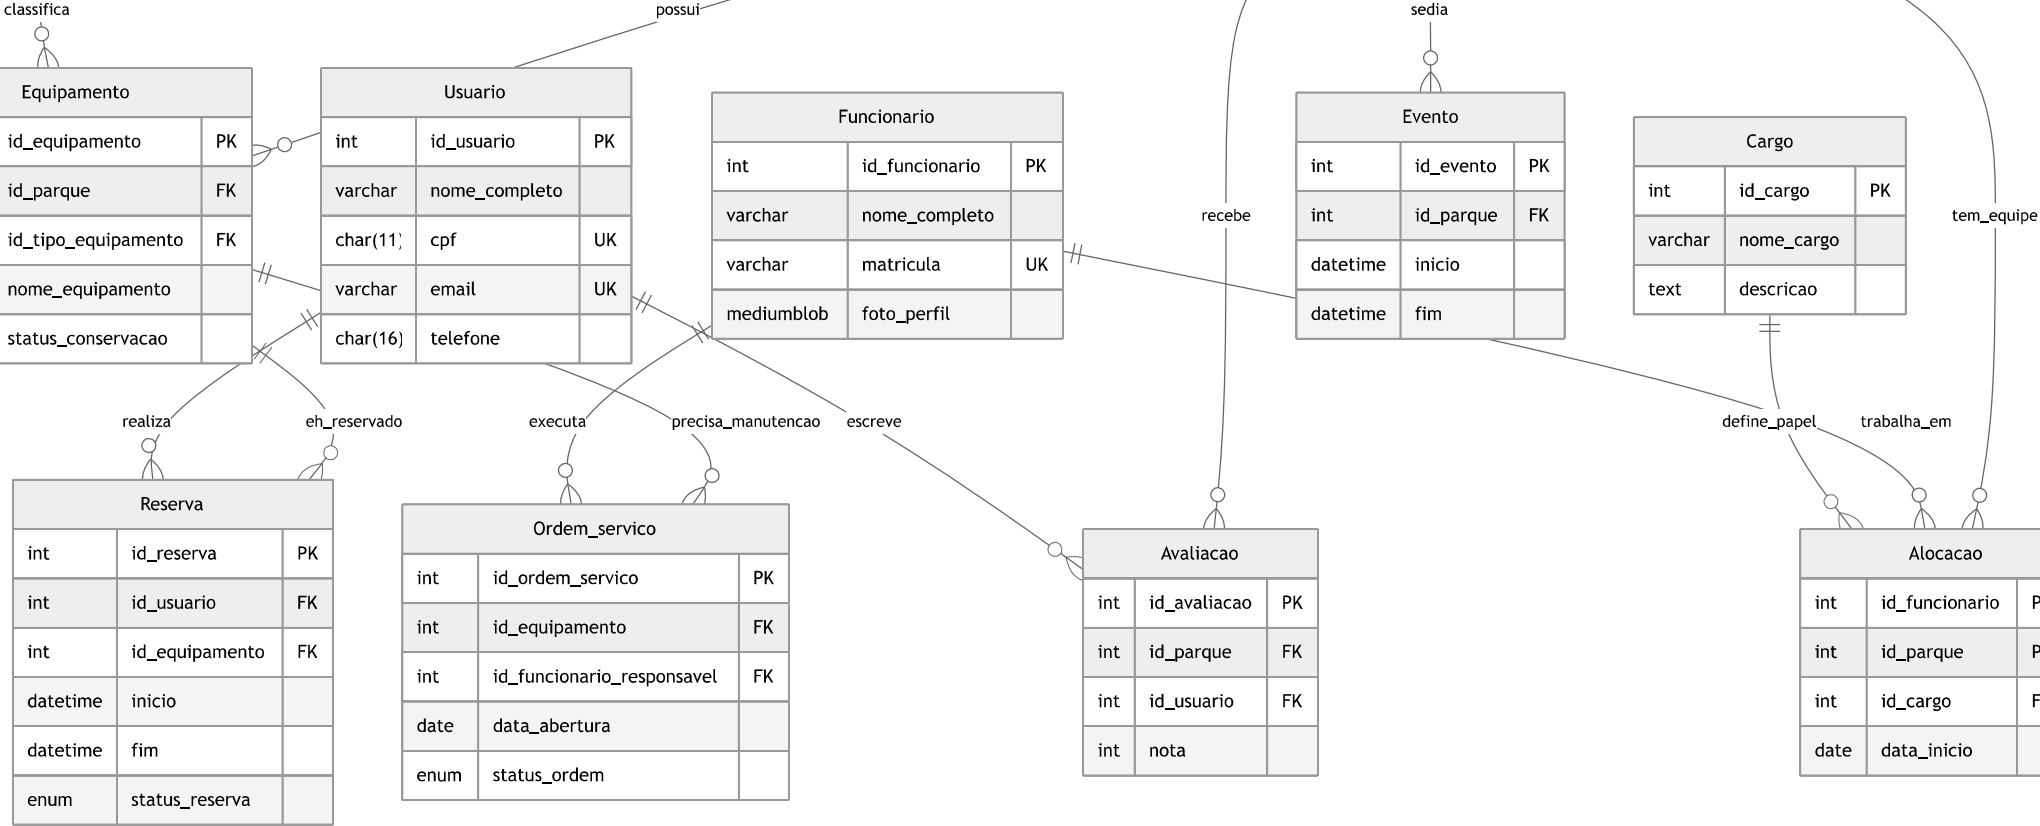 classifica
possui
sedia
Equipamento
id_equipamento PK
id_parque FK
id_tipo_equipamento FK
nome_equipamento
status_conservacao
Usuario
int id_usuario PK
varchar nome_completo
char(11) cpf UK
varchar email UK
char(16) telefone
Funcionario
int id_funcionario PK
varchar nome_completo
varchar matricula UK
mediumblob foto_perfil
recebe
Evento
int id_evento PK
int id_parque FK
datetime inicio
datetime fim
Cargo
int id_cargo PK
varchar nome_cargo
text descricao
tem_equipe
realiza
eh_reservado
executa
precisa_manutencao
escreve
define_papel
trabalha_em
Reserva
int id_reserva PK
int id_usuario FK
int id_equipamento FK
datetime inicio
datetime fim
enum status_reserva
Ordem_servico
int id_ordem_servico PK
int id_equipamento FK
int id_funcionario_responsavel FK
date data_abertura
enum status_ordem
Avaliacao
int id_avaliacao PK
int id_parque FK
int id_usuario FK
int nota
Alocacao
int id_funcionario
int id_parque
int id_cargo
date data_inicio